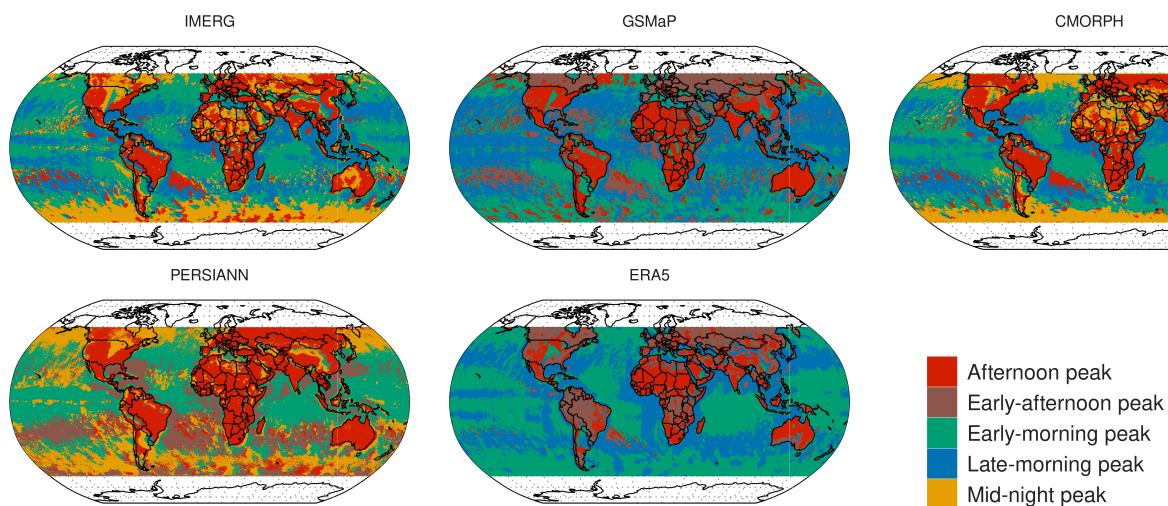 IMERG
GSMaP
CMORPH
PERSIANN
ERA5
Afternoon peak
Early-afternoon peak
Early-morning peak
Late-morning peak
Mid-night peak